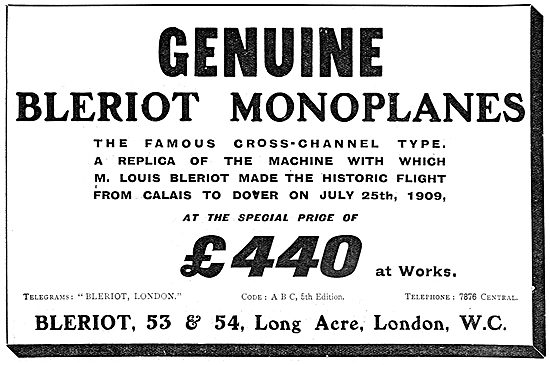 GENUINE
BLERIOT MONOPLANES
THE FAMOUS CROSS-CHANNEL TYPE.
A REPLICA OF THE MACHINE WITH WHICH
M. LOUIS BLERIOT MADE THE HISTORIC FLIGHT
FROM CALAIS TO DOVER ON JULY 25th, 1909,
AT THE SPECIAL PRICE OF
£440 at Works.
TELEGRAMS: "BLERIOT, LONDON." CODE: A B C, 5th Edition. TELEPHONE: 7876 CENTRAL.
BLERIOT, 53 & 54, Long Acre, London, W.C.